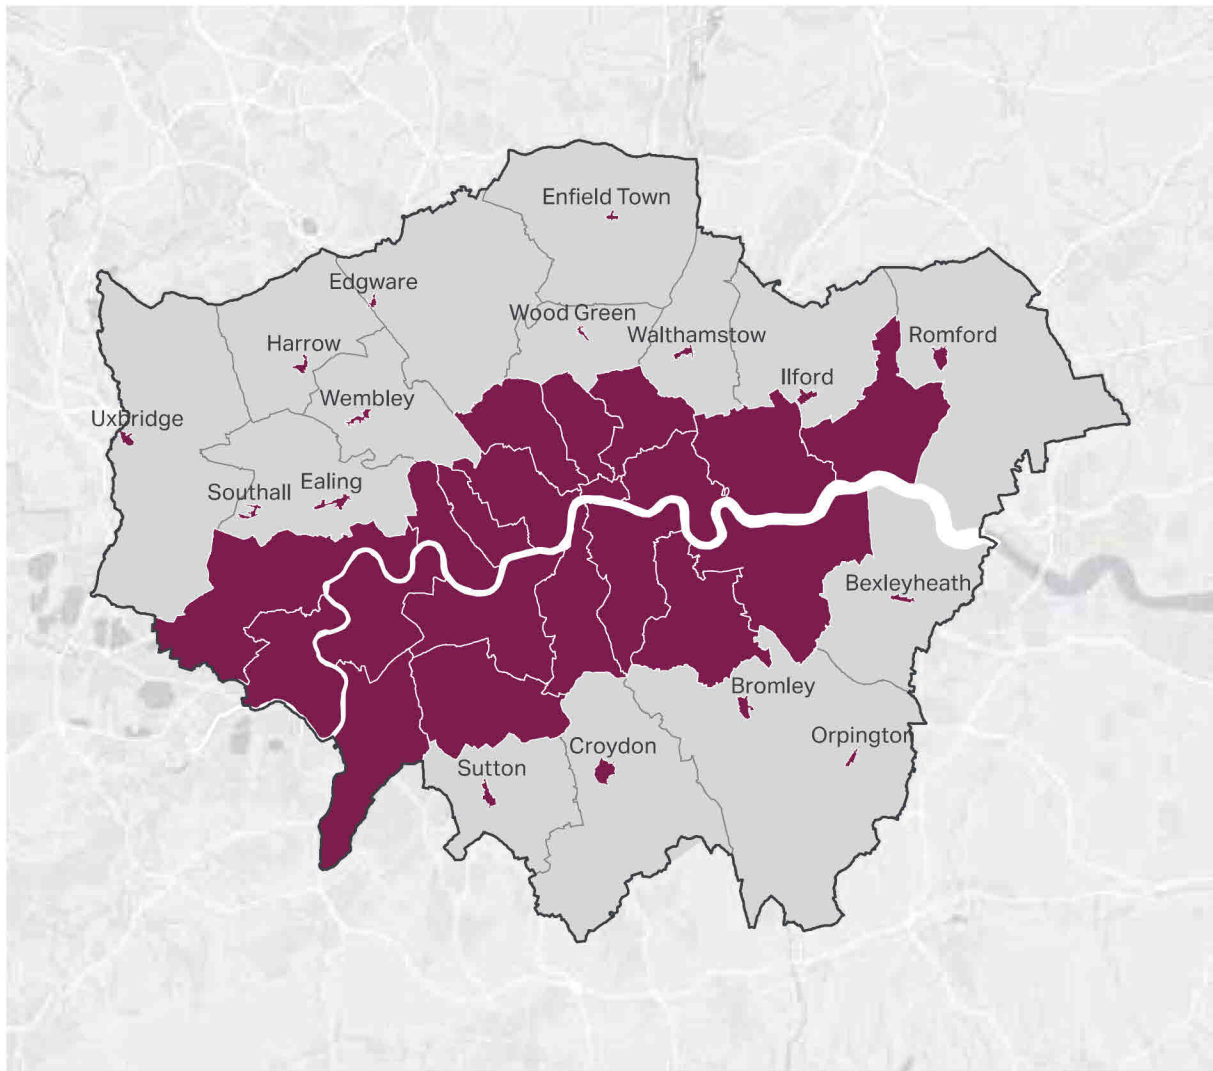 Enfield Town
Edgware
Wood Green
Walthamstow
Romford
Harrow
Ilford
Wembley
Uxbridge
Ealing
Southall
Bexleyheath
Bromley
Orpington
Croydon
Sutton